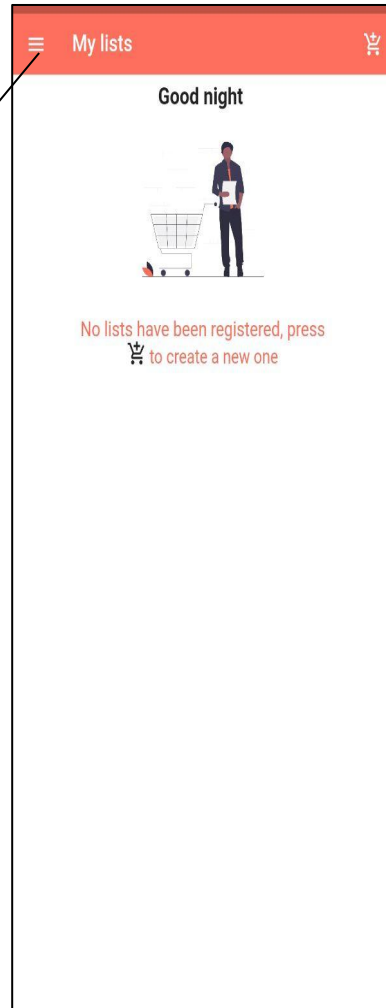 My lists
Good night
No lists have been registered, press
to create a new one